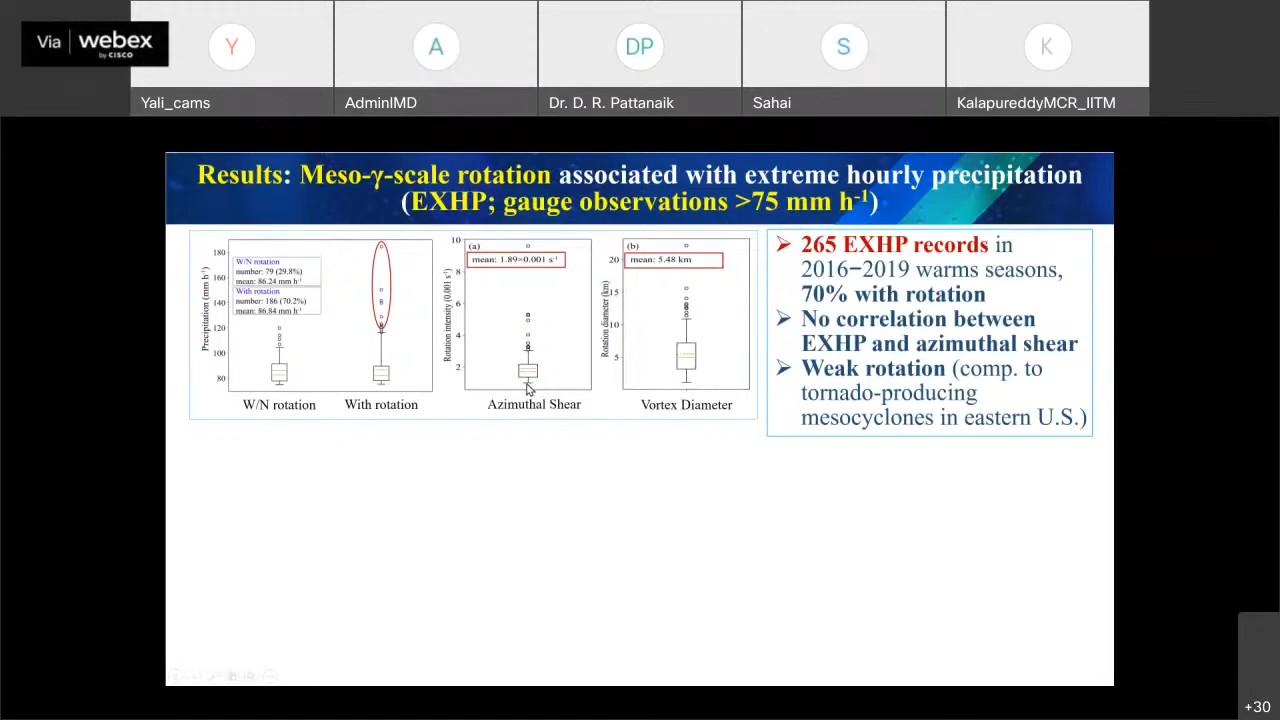 Via webex
by CISCO
Y
A
DP
S
K
Yali_cams
AdminIMD
Dr. D. R. Pattanaik
Sahai
KalapureddyMCR_IITM
Results: Meso-γ-scale rotation associated with extreme hourly precipitation
(EXHP; gauge observations >75 mm h-1)
Precipitation (mm h-1)
180
160
140
120
100
80
W/N rotation
number: 79 (29.8%)
mean: 86.24 mm h-1
With rotation
number: 186 (70.2%)
mean: 86.84 mm h-1
W/N rotation
With rotation
Rotation intensity (0.001 s-1)
10
8
6
4
2
(a)
mean: 1.89×0.001 s-1
Azimuthal Shear
Rotation diameter (km)
20
15
10
5
(b)
mean: 5.48 km
Vortex Diameter
➢ 265 EXHP records in
2016−2019 warms seasons,
70% with rotation
➢ No correlation between
EXHP and azimuthal shear
➢ Weak rotation (comp. to
tornado-producing
mesocyclones in eastern U.S.)
+30